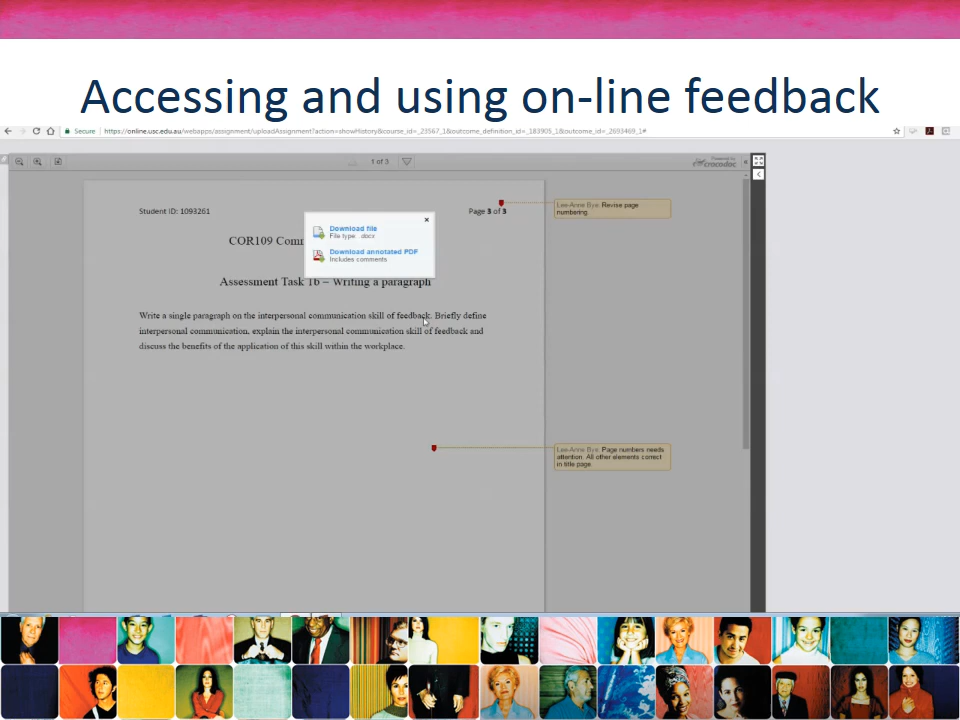 Accessing and using on-line feedback
Secure
https://online.usc.edu.au/webapps/assignment/uploadAssignment?action=showHistory&course_id=_23567_1&outcome_definition_id=_183905_1&outcome_id=_2693469_1#
1 of 3
Powered by
crocodoc
Student ID: 1093261
Page 3 of 3
Lee-Anne Bye: Revise page
numbering.
COR109 Comm
Download file
File type .docx
Download annotated PDF
Includes comments
Assessment Task 1b – Writing a paragraph
Write a single paragraph on the interpersonal communication skill of feedback. Briefly define
interpersonal communication, explain the interpersonal communication skill of feedback and
discuss the benefits of the application of this skill within the workplace.
Lee-Anne Bye: Page numbers needs
attention. All other elements correct
in title page